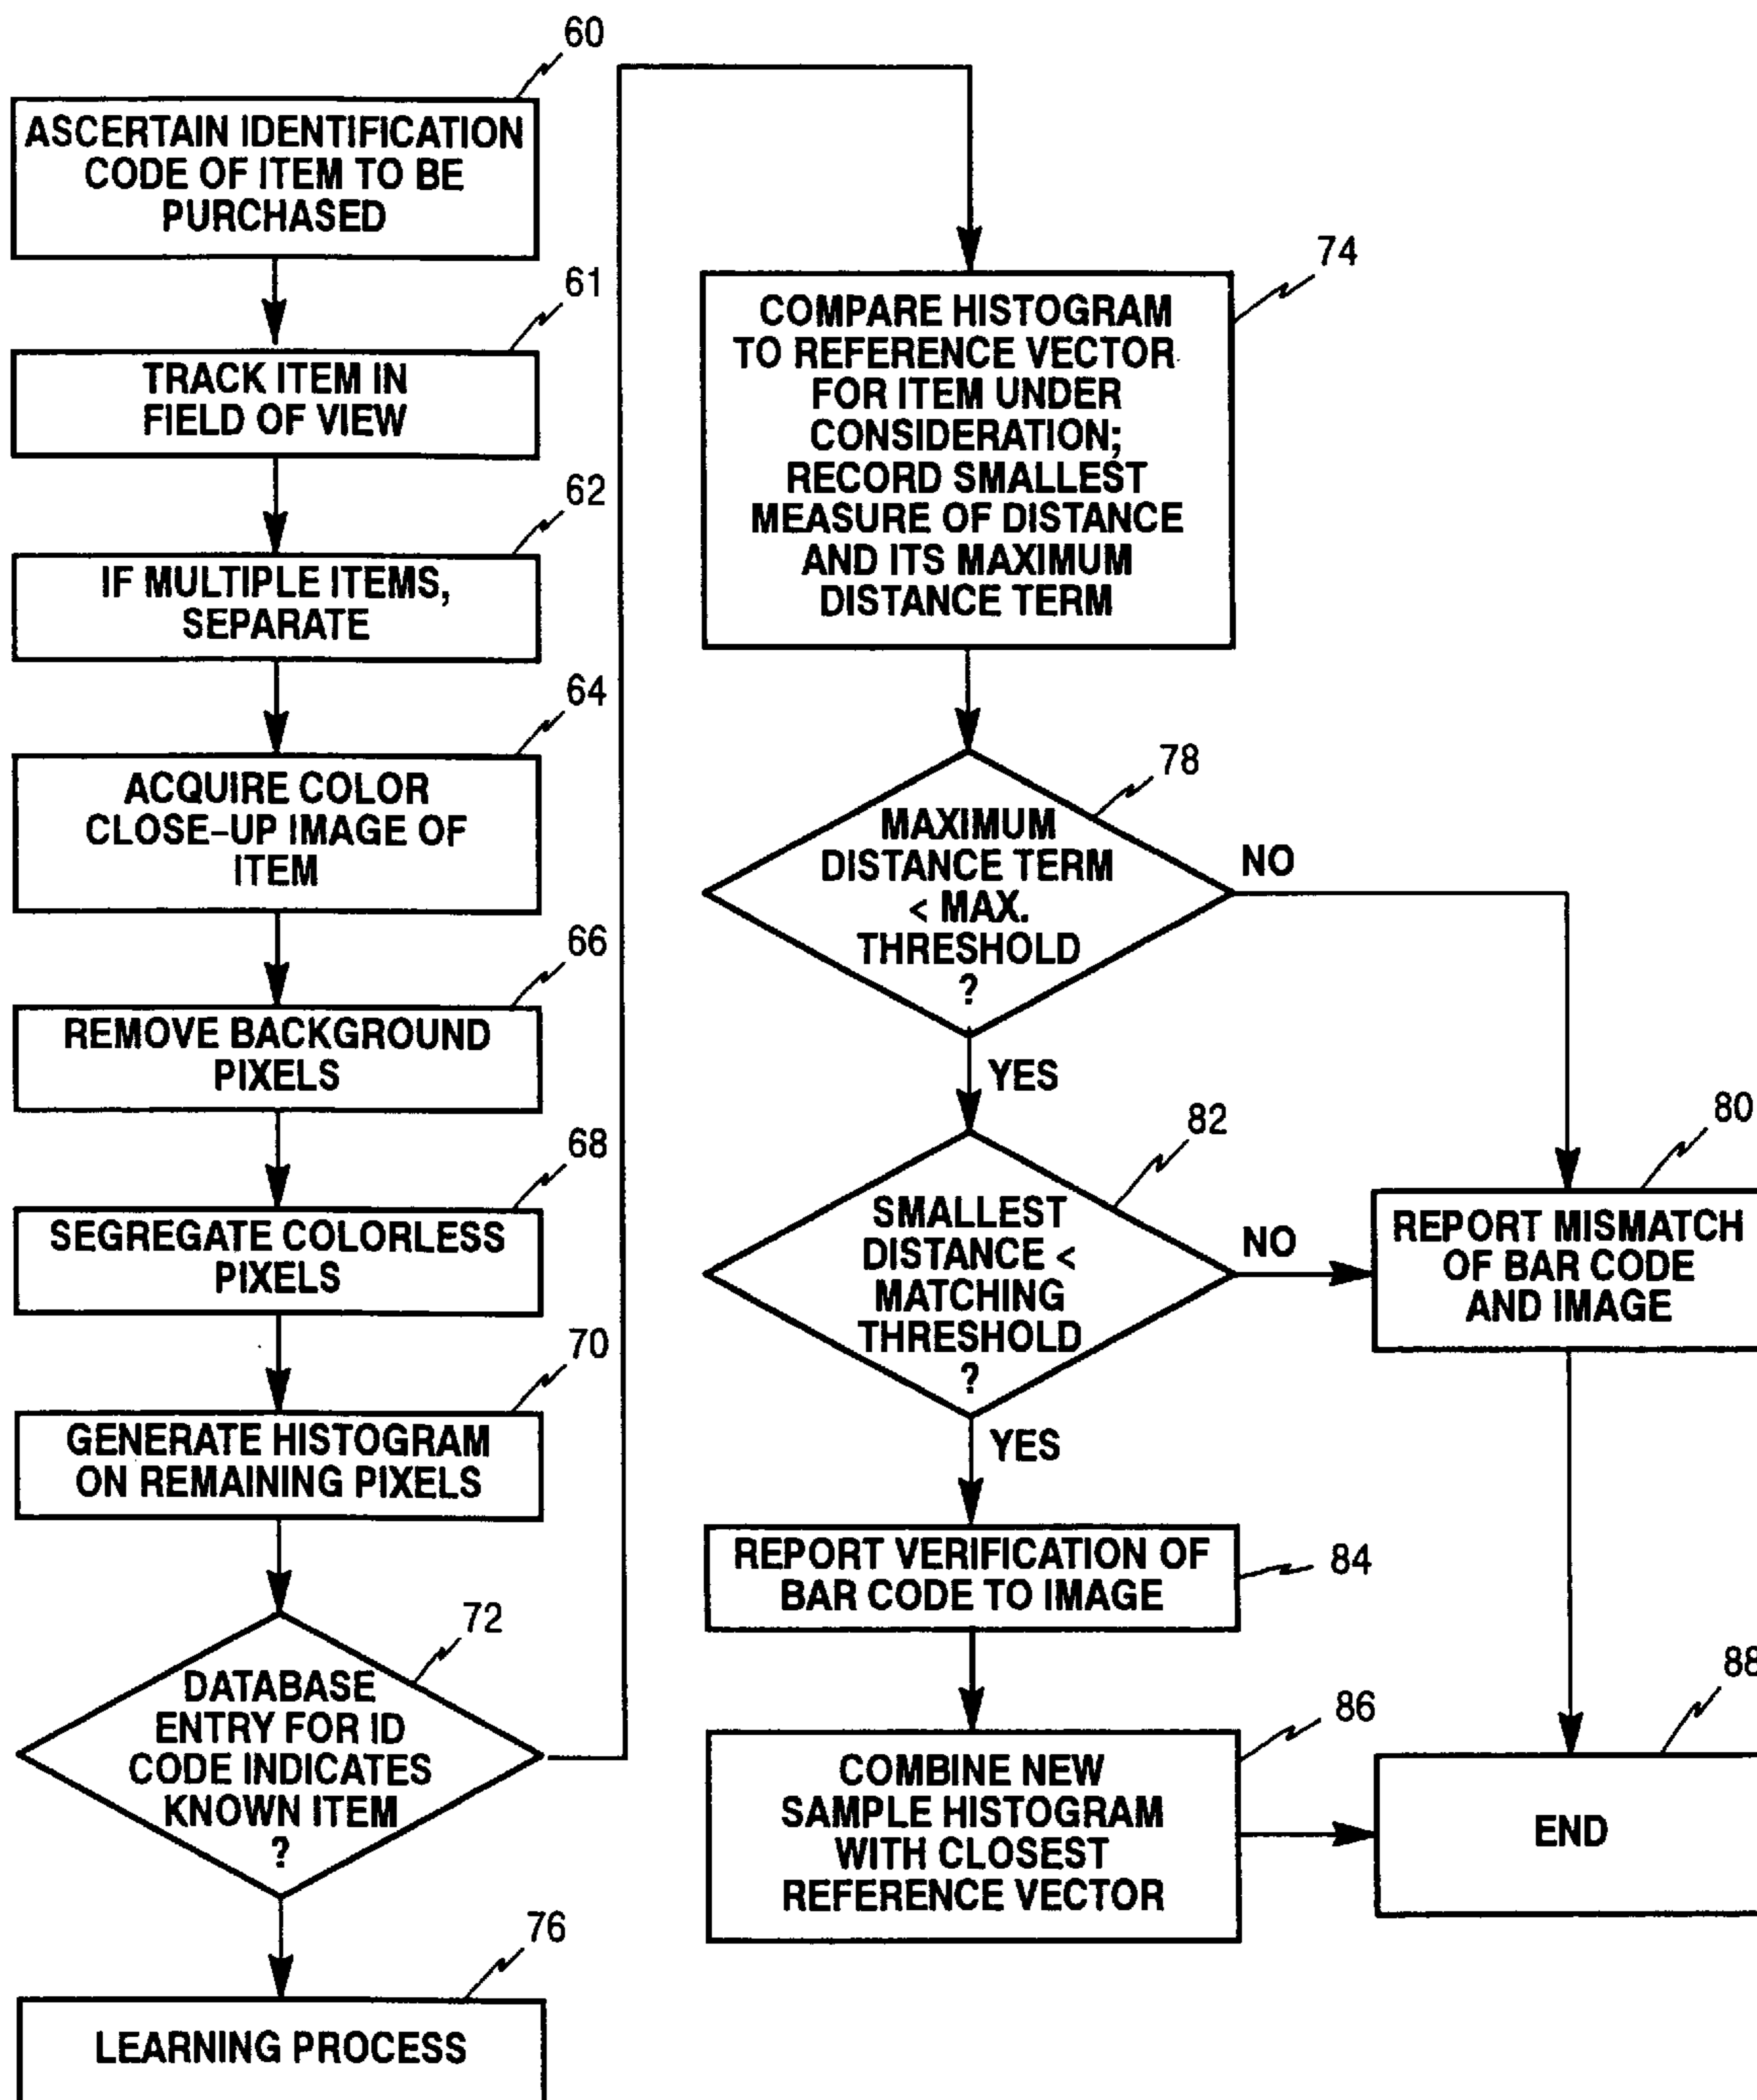 60
ASCERTAIN IDENTIFICATION
CODE OF ITEM TO BE
PURCHASED
61
TRACK ITEM IN
FIELD OF VIEW
62
IF MULTIPLE ITEMS,
SEPARATE
64
ACQUIRE COLOR
CLOSE-UP IMAGE OF
ITEM
66
REMOVE BACKGROUND
PIXELS
68
SEGREGATE COLORLESS
PIXELS
70
GENERATE HISTOGRAM
ON REMAINING PIXELS
72
DATABASE
ENTRY FOR ID
CODE INDICATES
KNOWN ITEM
?
76
LEARNING PROCESS
74
COMPARE HISTOGRAM
TO REFERENCE VECTOR
FOR ITEM UNDER
CONSIDERATION;
RECORD SMALLEST
MEASURE OF DISTANCE
AND ITS MAXIMUM
DISTANCE TERM
78
MAXIMUM
DISTANCE TERM
< MAX.
THRESHOLD
?
NO
YES
82
SMALLEST
DISTANCE <
MATCHING
THRESHOLD
?
NO
YES
80
REPORT MISMATCH
OF BAR CODE
AND IMAGE
84
REPORT VERIFICATION OF
BAR CODE TO IMAGE
86
COMBINE NEW
SAMPLE HISTOGRAM
WITH CLOSEST
REFERENCE VECTOR
88
END